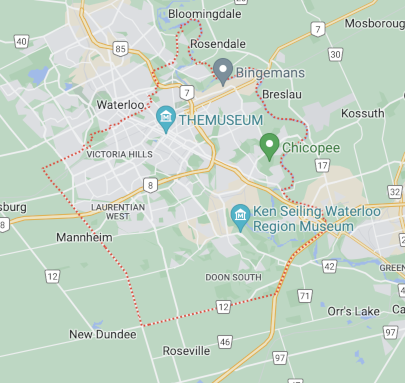 Bloomingdale
Mosboroug
40
Rosendale
30
85
Bingemans
7
Breslau
Waterloo
Kossuth
THEMUSEUM
7
Chicopee
VICTORIA HILLS
17
32
8
sburg
LAURENTIAN
WEST
Ken Seiling Waterloo
Region Museum
8
Mannheim
GREEN
42
DOON SOUTH
12
71
12
Orr's Lake
Ca
New Dundee
46
Roseville
97
97